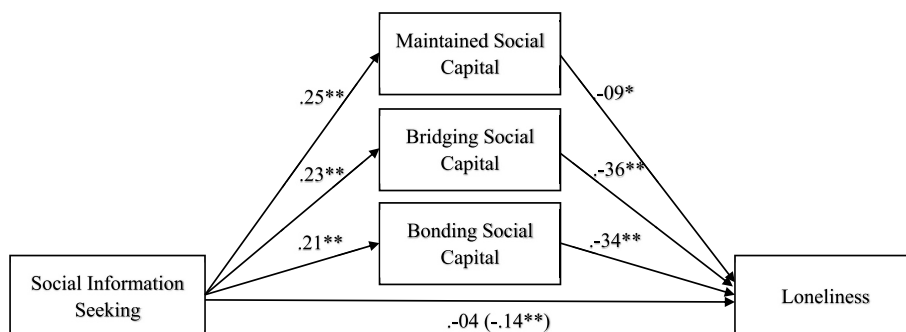 Maintained Social
Capital
.25**
.-09*
Bridging Social
Capital
.23**
.-36**
Bonding Social
Capital
.21**
.-34**
Social Information
Seeking
Loneliness
.-04 (-.14**)